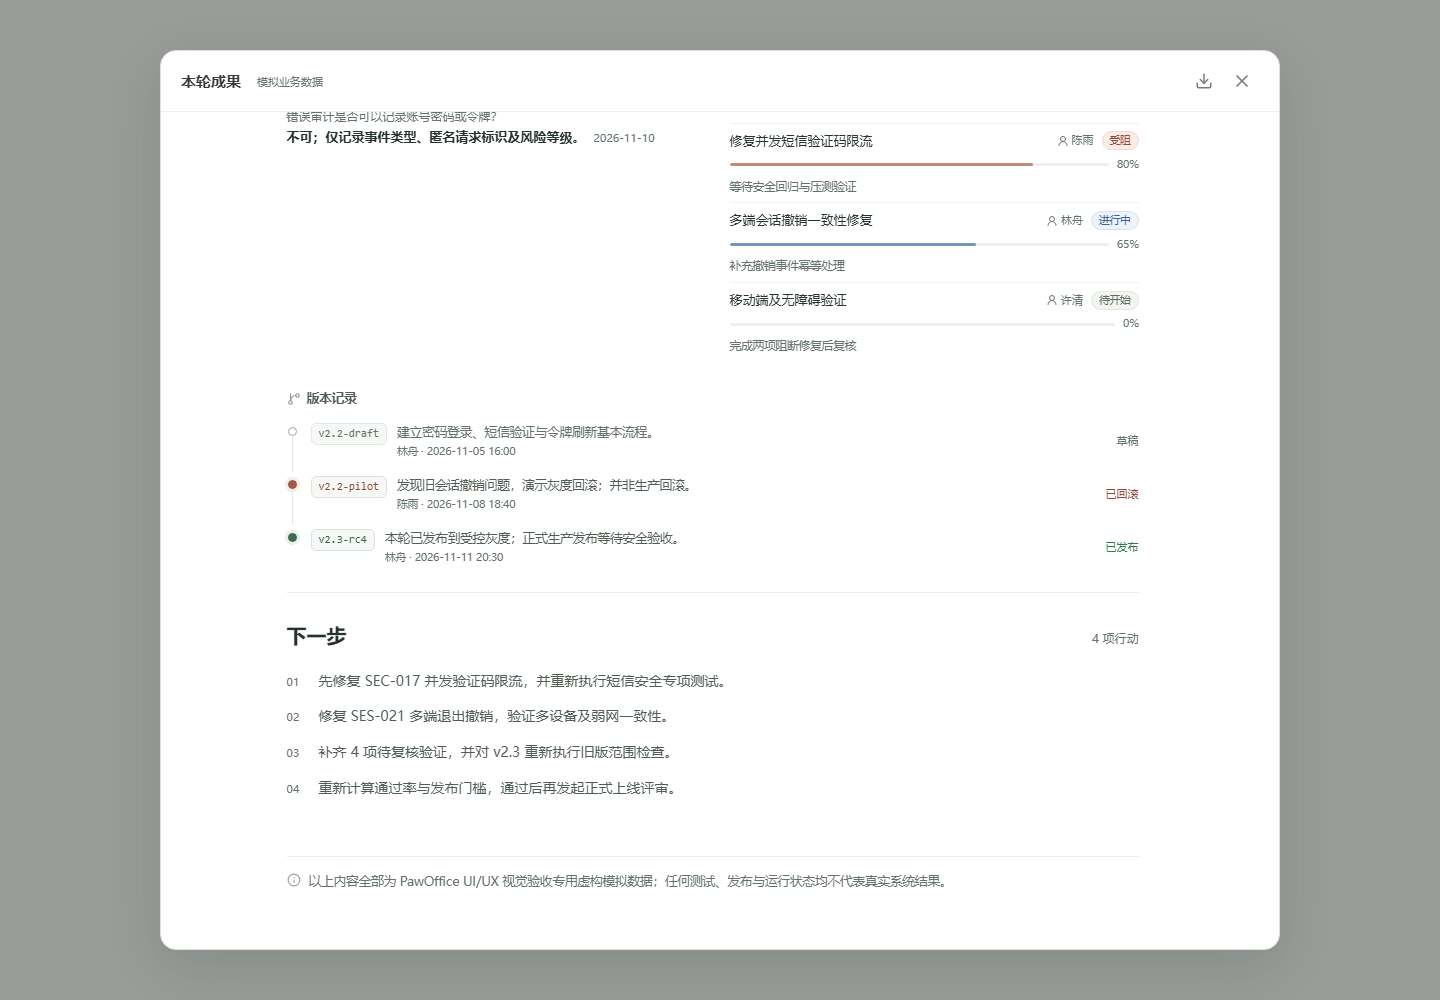 本轮成果 模拟业务数据
错误审计是否可以记录账号密码或令牌？
不可；仅记录事件类型、匿名请求标识及风险等级。 2026-11-10
修复并发短信验证码限流 陈雨 受阻
80%
等待安全回归与压测验证
多端会话撤销一致性修复 林舟 进行中
65%
补充撤销事件幂等处理
移动端及无障碍验证 许清 待开始
0%
完成两项阻断修复后复核
版本记录
v2.2-draft 建立密码登录、短信验证与令牌刷新基本流程。 草稿
林舟 · 2026-11-05 16:00
v2.2-pilot 发现旧会话撤销问题，演示灰度回滚；并非生产回滚。 已回滚
陈雨 · 2026-11-08 18:40
v2.3-rc4 本轮已发布到受控灰度；正式生产发布等待安全验收。 已发布
林舟 · 2026-11-11 20:30
下一步 4 项行动
01 先修复 SEC-017 并发验证码限流，并重新执行短信安全专项测试。
02 修复 SES-021 多端退出撤销，验证多设备及弱网一致性。
03 补齐 4 项待复核验证，并对 v2.3 重新执行旧版范围检查。
04 重新计算通过率与发布门槛，通过后再发起正式上线评审。
以上内容全部为 PawOffice UI/UX 视觉验收专用虚构模拟数据；任何测试、发布与运行状态均不代表真实系统结果。